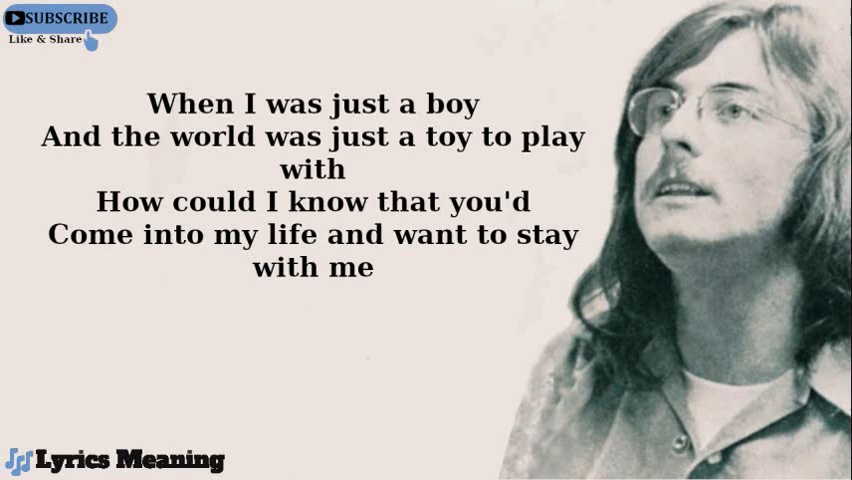 SUBSCRIBE
Like & Share
When I was just a boy
And the world was just a toy to play
with
How could I know that you'd
Come into my life and want to stay
with me
Lyrics Meaning